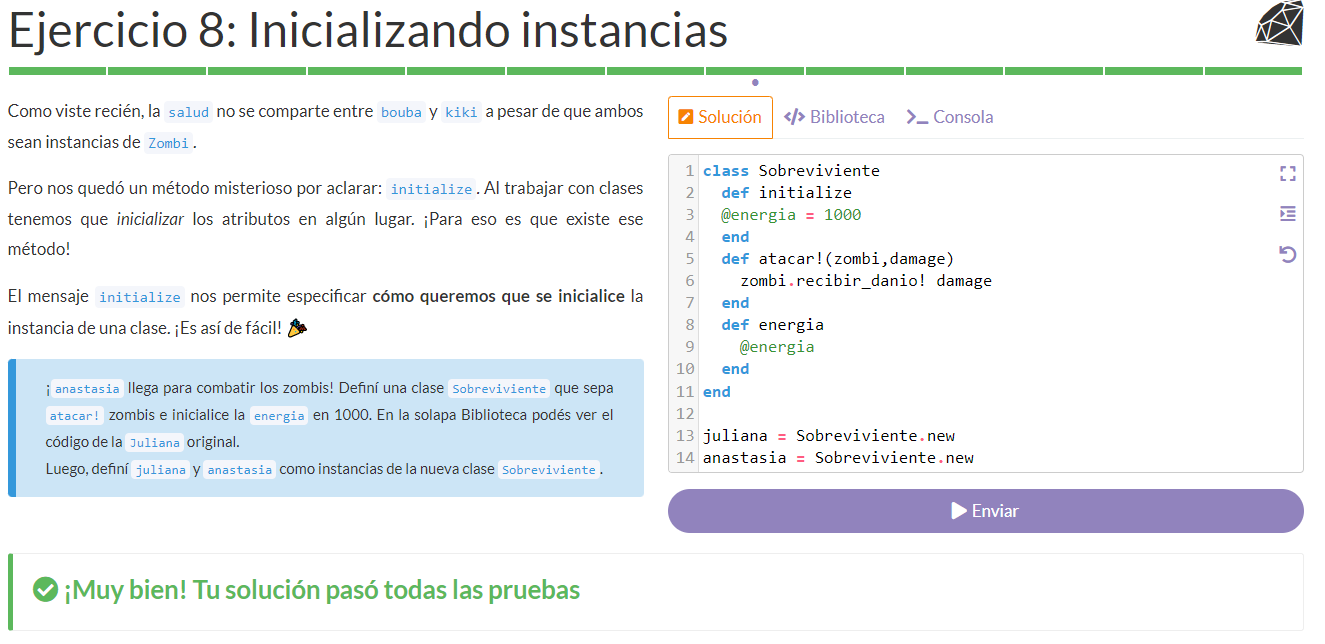 Ejercicio 8: Inicializando instancias
Como viste recién, la salud no se comparte entre bouba y kiki a pesar de que ambos
sean instancias de Zombi.
Pero nos quedó un método misterioso por aclarar: initialize. Al trabajar con clases
tenemos que inicializar los atributos en algún lugar. ¡Para eso es que existe ese
método!
El mensaje initialize nos permite especificar cómo queremos que se inicialice la
instancia de una clase. ¡Es así de fácil!
¡anastasia llega para combatir los zombis! Definí una clase Sobreviviente que sepa
atacar! zombis e inicialice la energia en 1000. En la solapa Biblioteca podés ver el
código de la Juliana original.
Luego, definí juliana y anastasia como instancias de la nueva clase Sobreviviente.
Solución </> Biblioteca >_ Consola
1 class Sobreviviente
2   def initialize
3   @energia = 1000
4   end
5   def atacar!(zombi,damage)
6     zombi.recibir_danio! damage
7   end
8   def energia
9     @energia
10   end
11 end
12
13 juliana = Sobreviviente.new
14 anastasia = Sobreviviente.new
Enviar
¡Muy bien! Tu solución pasó todas las pruebas